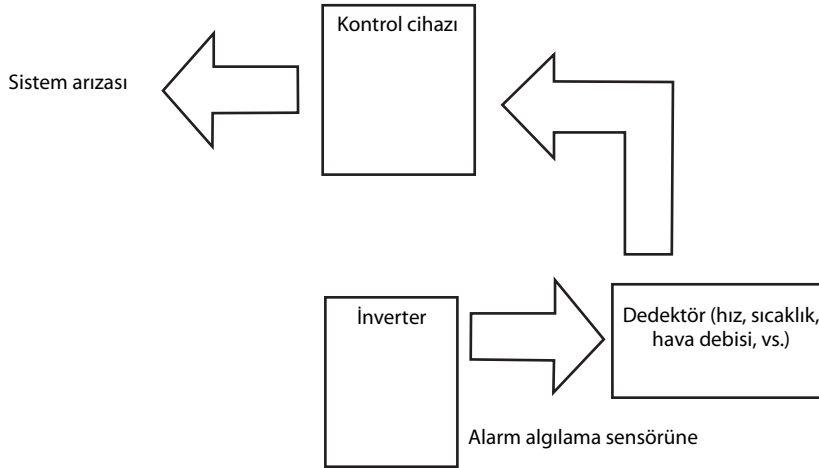 Kontrol cihazı
Sistem arızası
İnverter
Dedektör (hız, sıcaklık,
hava debisi, vs.)
Alarm algılama sensörüne